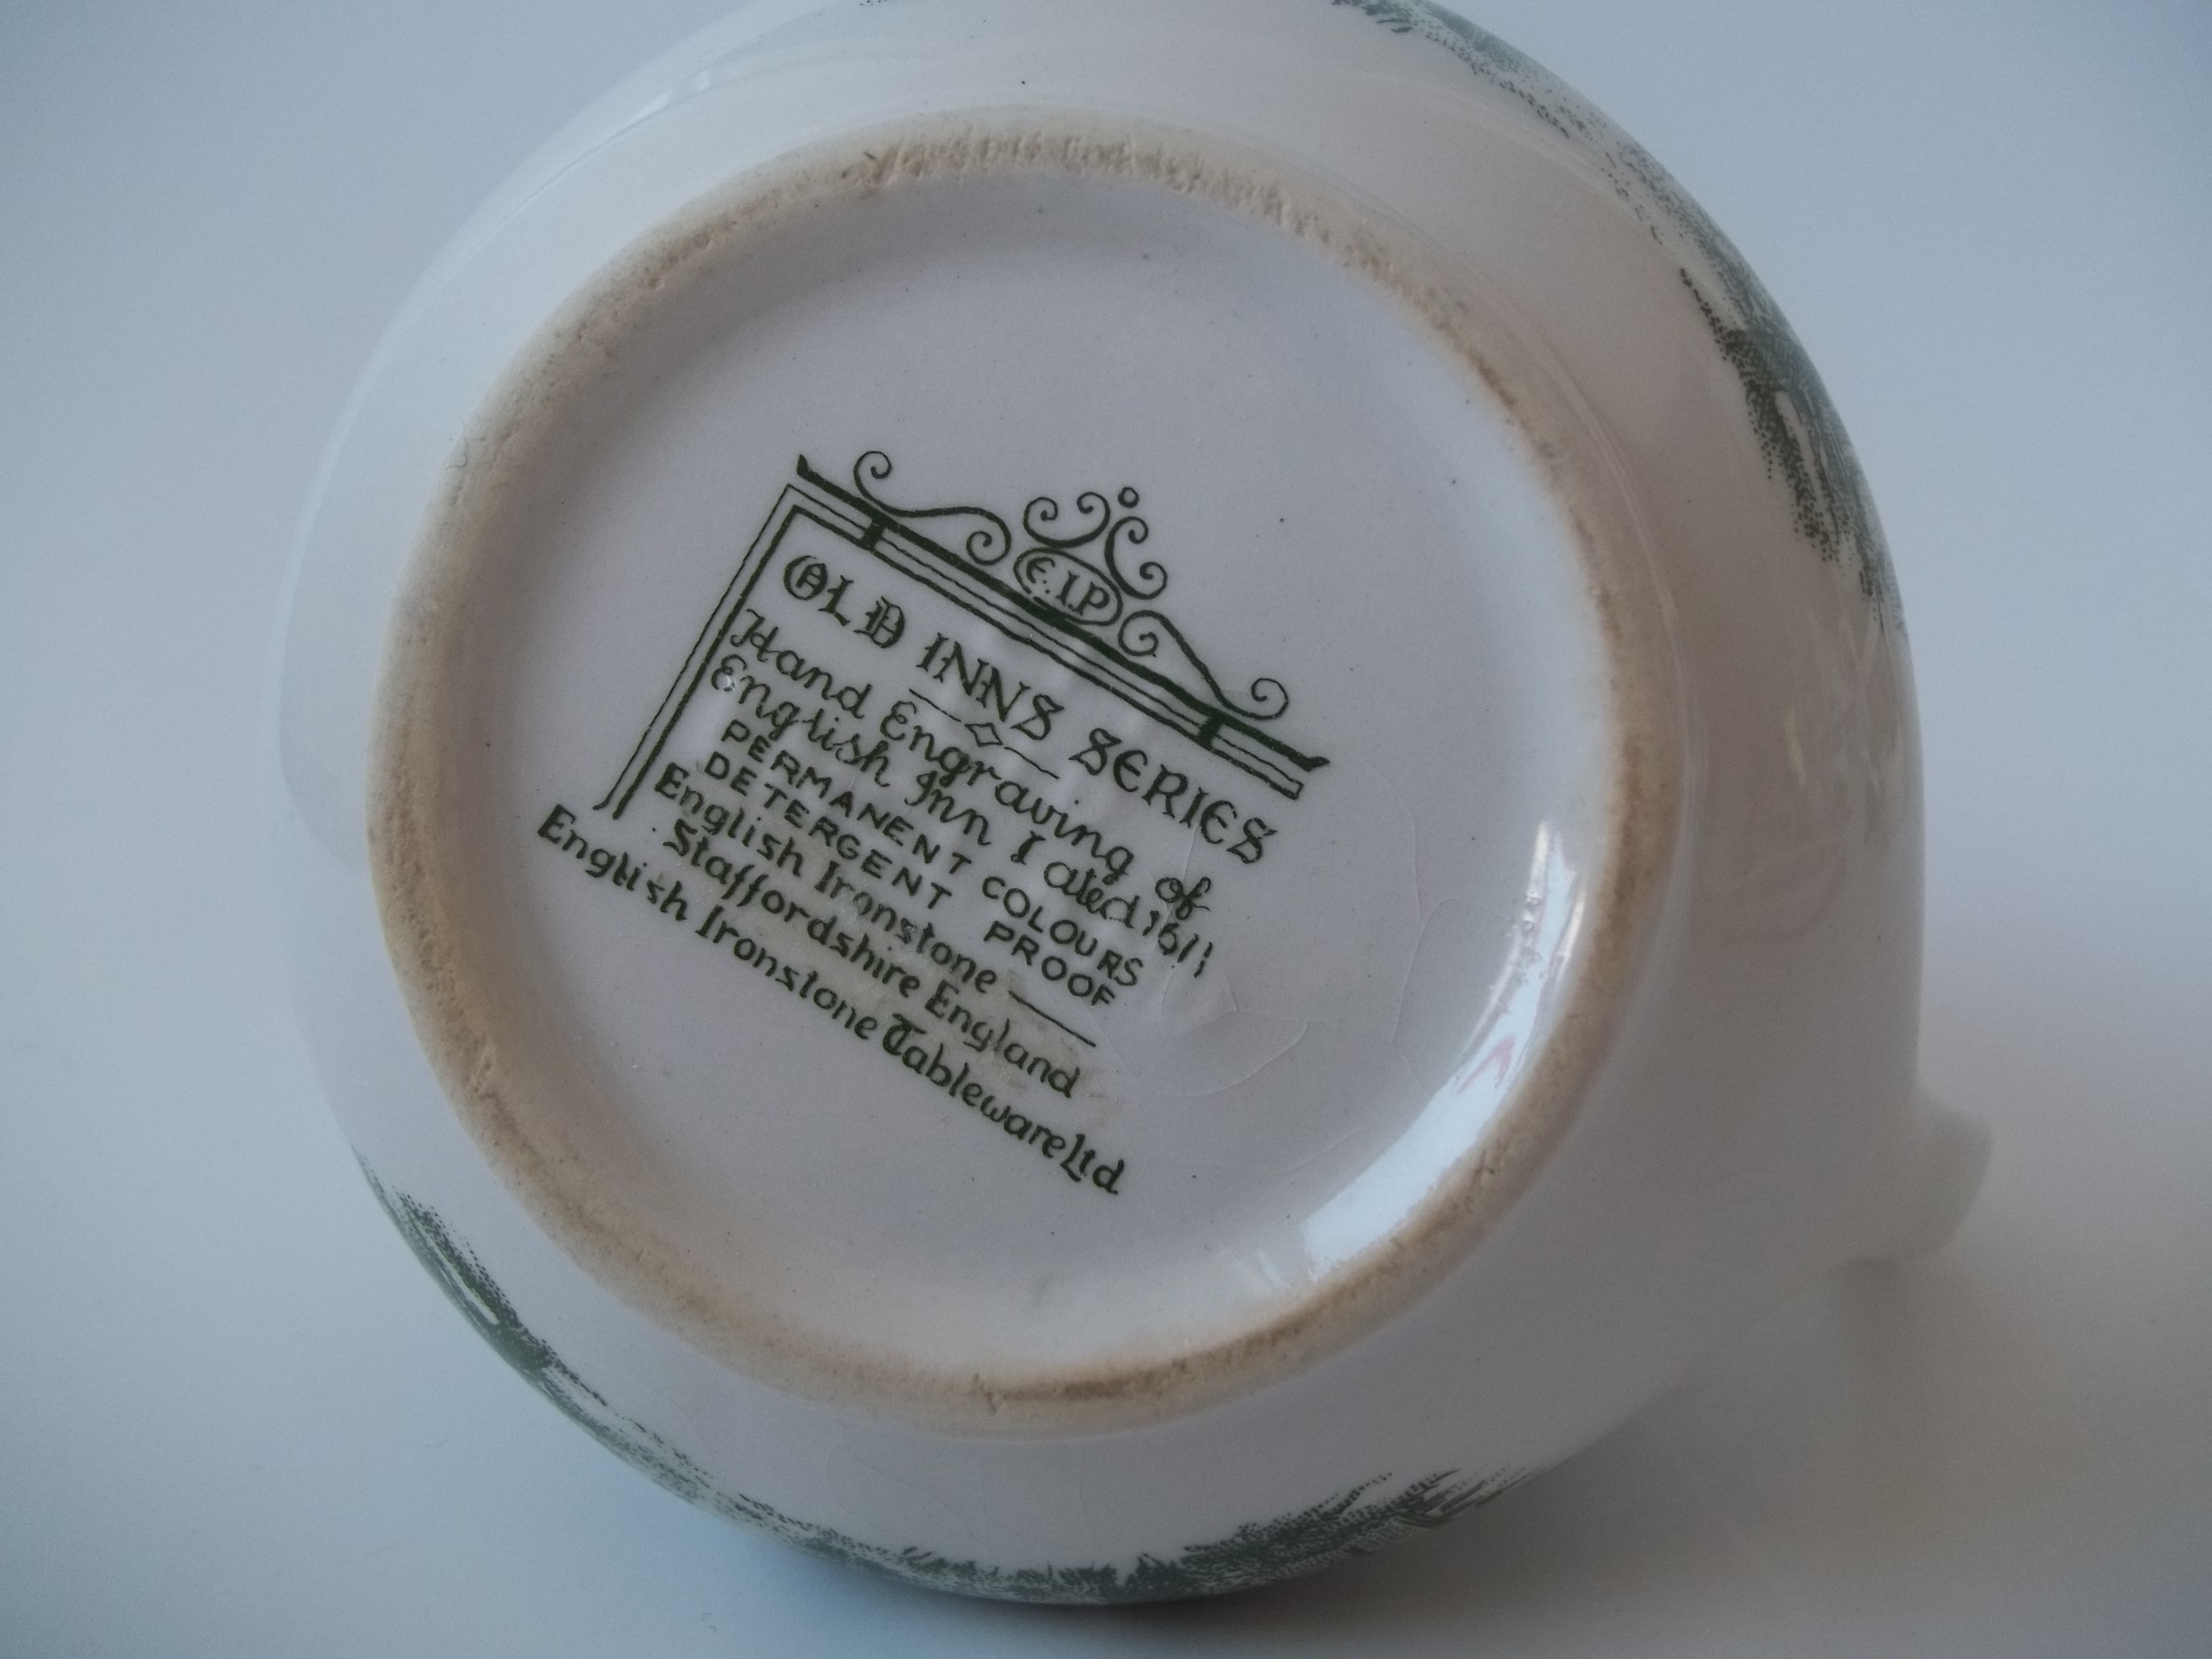 E.I.P
OLD INNS SERIES
Hand Engraving of
English Inn Dated 1611
PERMANENT COLOURS
DETERGENT PROOF
English Ironstone
Staffordshire England
English Ironstone Tableware Ltd